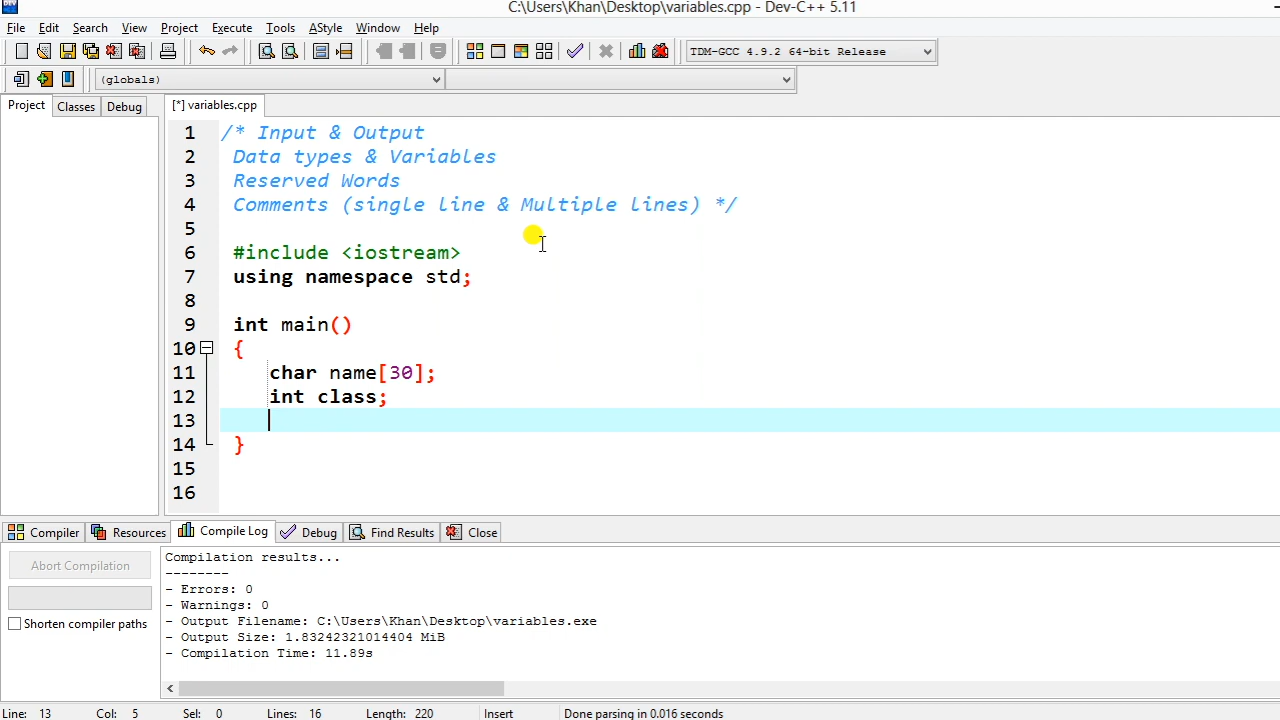 C:\Users\Khan\Desktop\variables.cpp - Dev-C++ 5.11
File Edit Search View Project Execute Tools AStyle Window Help
TDM-GCC 4.9.2 64-bit Release
(globals)
Project Classes Debug [*] variables.cpp
1 /* Input & Output
2 Data types & Variables
3 Reserved Words
4 Comments (single line & Multiple lines) */
5
6 #include <iostream>
7 using namespace std;
8
9 int main()
10 {
11 char name[30];
12 int class;
13
14 }
15
16
Compiler Resources Compile Log Debug Find Results Close
Abort Compilation
Shorten compiler paths
Compilation results...
--------
- Errors: 0
- Warnings: 0
- Output Filename: C:\Users\Khan\Desktop\variables.exe
- Output Size: 1.83242321014404 MiB
- Compilation Time: 11.89s
Line: 13 Col: 5 Sel: 0 Lines: 16 Length: 220 Insert Done parsing in 0.016 seconds